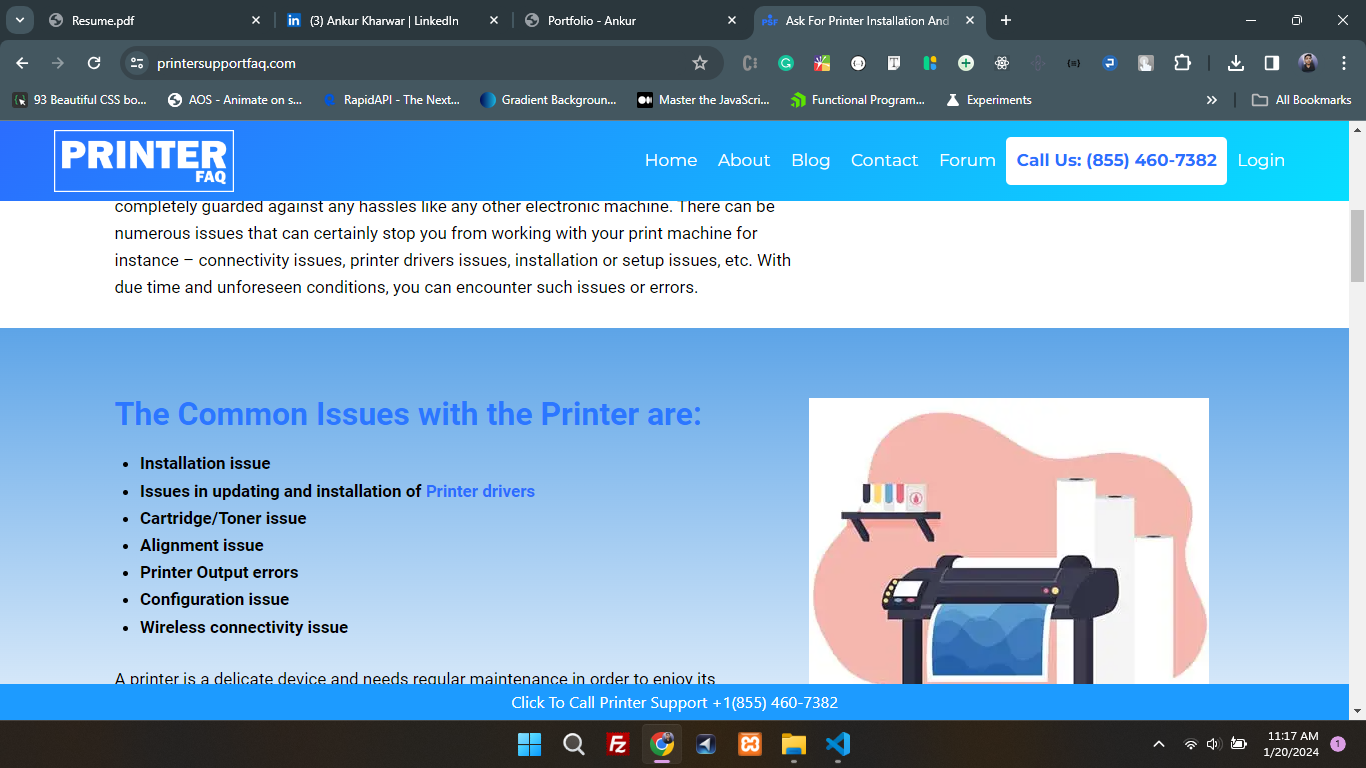 Resume.pdf
(3) Ankur Kharwar | LinkedIn
Portfolio - Ankur
Ask For Printer Installation And
printersupportfaq.com
93 Beautiful CSS bo...
AOS - Animate on s...
RapidAPI - The Next...
Gradient Backgroun...
Master the JavaScri...
Functional Program...
Experiments
All Bookmarks
PRINTER
FAQ
Home
About
Blog
Contact
Forum
Call Us: (855) 460-7382
Login
completely guarded against any hassles like any other electronic machine. There can be
numerous issues that can certainly stop you from working with your print machine for
instance – connectivity issues, printer drivers issues, installation or setup issues, etc. With
due time and unforeseen conditions, you can encounter such issues or errors.
The Common Issues with the Printer are:
• Installation issue
• Issues in updating and installation of Printer drivers
• Cartridge/Toner issue
• Alignment issue
• Printer Output errors
• Configuration issue
• Wireless connectivity issue
A printer is a delicate device and needs regular maintenance in order to enjoy its
Click To Call Printer Support +1(855) 460-7382
11:17 AM
1/20/2024
1